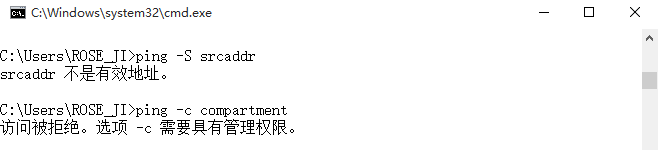 C:\Windows\system32\cmd.exe
C:\Users\ROSE_JI>ping -S srcaddr
srcaddr 不是有效地址。
C:\Users\ROSE_JI>ping -c compartment
访问被拒绝。选项 -c 需要具有管理权限。